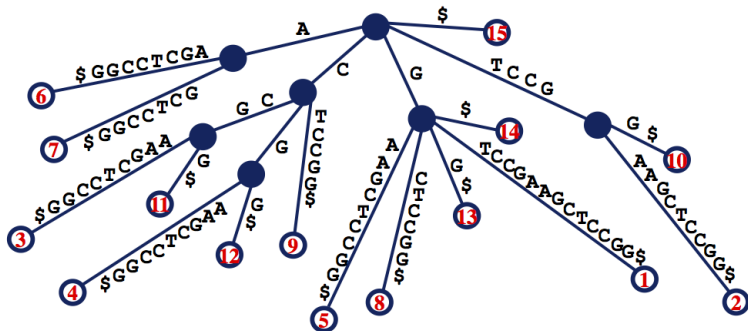 A
$
15
$GGCCTCGA
6
$GGCCTCG
7
C
G
TCCG
GC
$GGCCTCGAA
3
G$
11
G
$GGCCTCGAA
4
G$
12
TCCGG$
9
AAGCTCCGG$
5
CTCCGG$
8
G$
13
$
14
TCCGAAGCTCCGG$
1
G$
10
AAGCTCCGG$
2